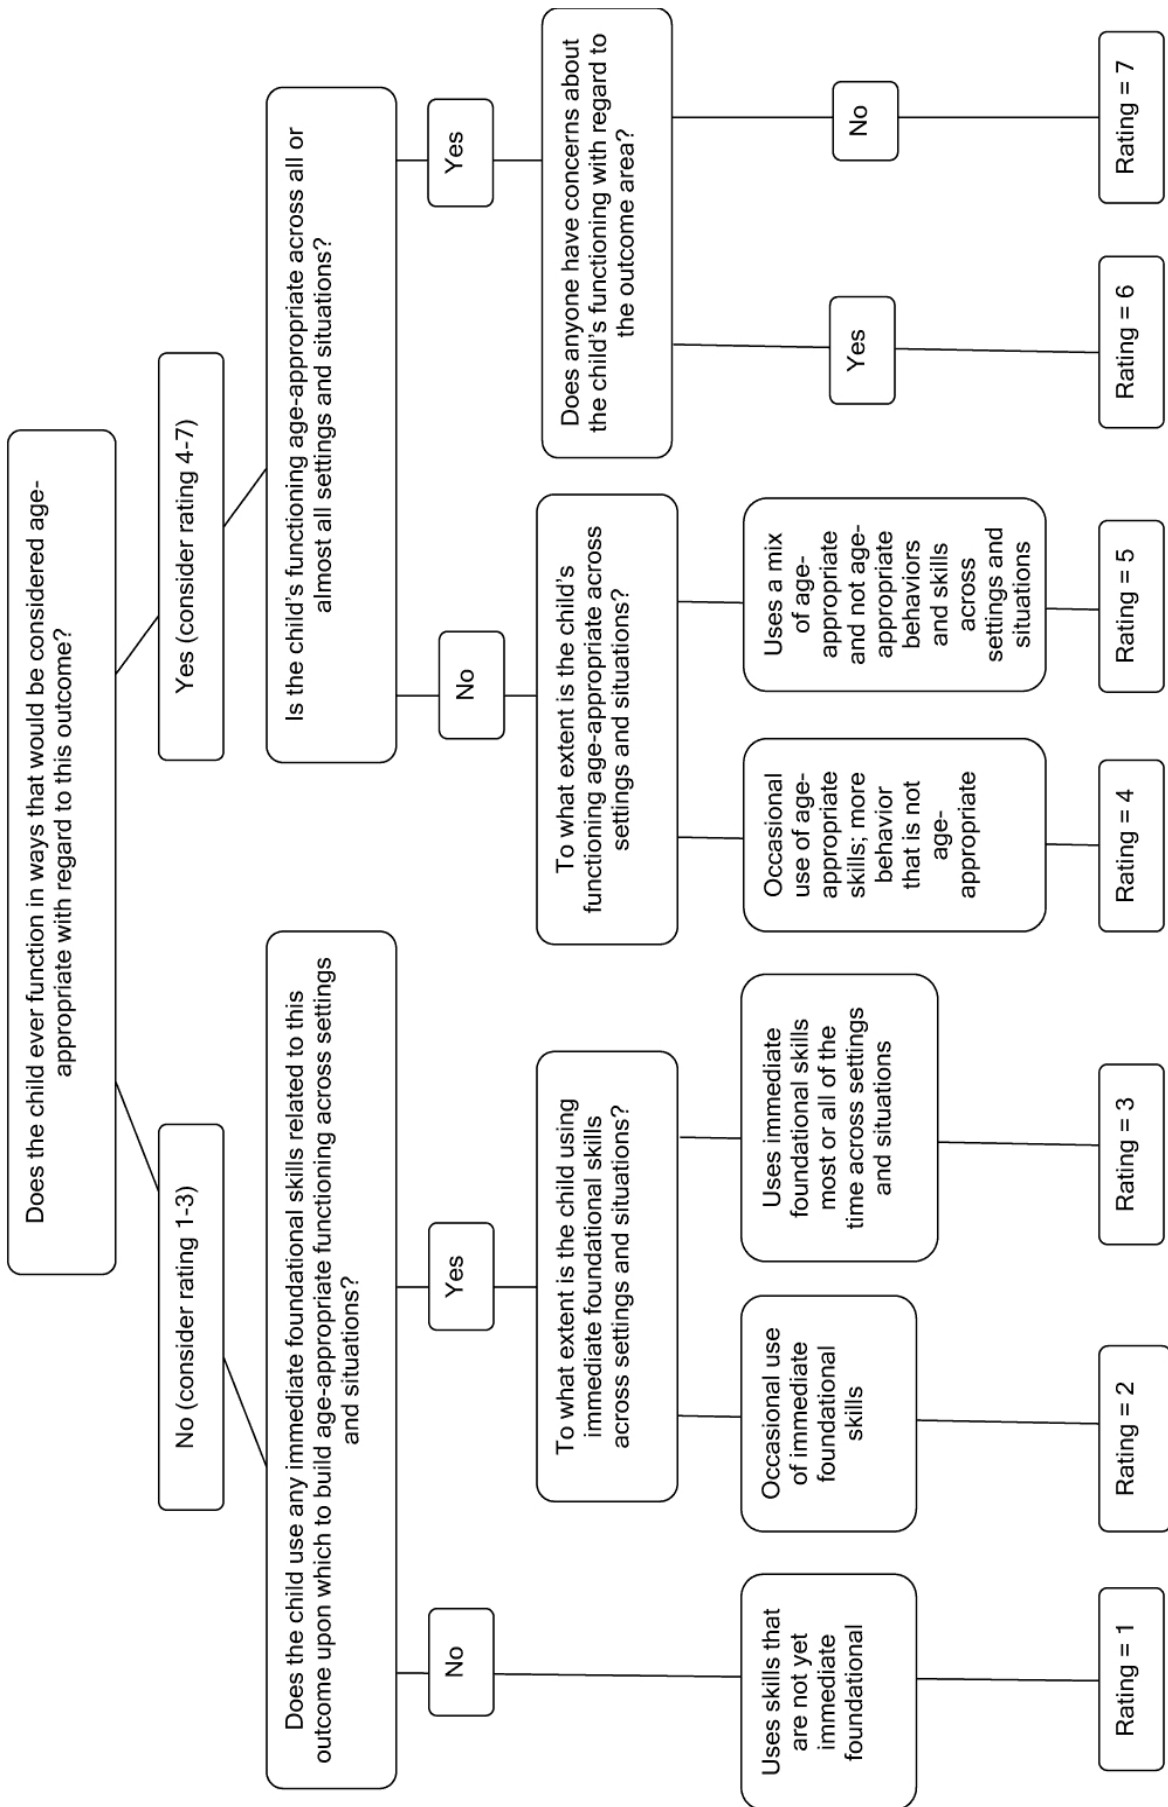 Does the child ever function in ways that would be considered age-
appropriate with regard to this outcome?
No (consider rating 1-3)
Yes (consider rating 4-7)
Does the child use any immediate foundational skills related to this
outcome upon which to build age-appropriate functioning across settings
and situations?
Is the child's functioning age-appropriate across all or
almost all settings and situations?
No
Yes
No
Yes
To what extent is the child using
immediate foundational skills
across settings and situations?
To what extent is the child's
functioning age-appropriate across
settings and situations?
Does anyone have concerns about
the child's functioning with regard to
the outcome area?
Uses skills that
are not yet
immediate
foundational
Occasional use
of immediate
foundational
skills
Uses immediate
foundational skills
most or all of the
time across settings
and situations
Occasional
use of age-
appropriate
skills; more
behavior
that is not
age-
appropriate
Uses a mix
of age-
appropriate
and not age-
appropriate
behaviors
and skills
across
settings and
situations
Yes
No
Rating = 1
Rating = 2
Rating = 3
Rating = 4
Rating = 5
Rating = 6
Rating = 7